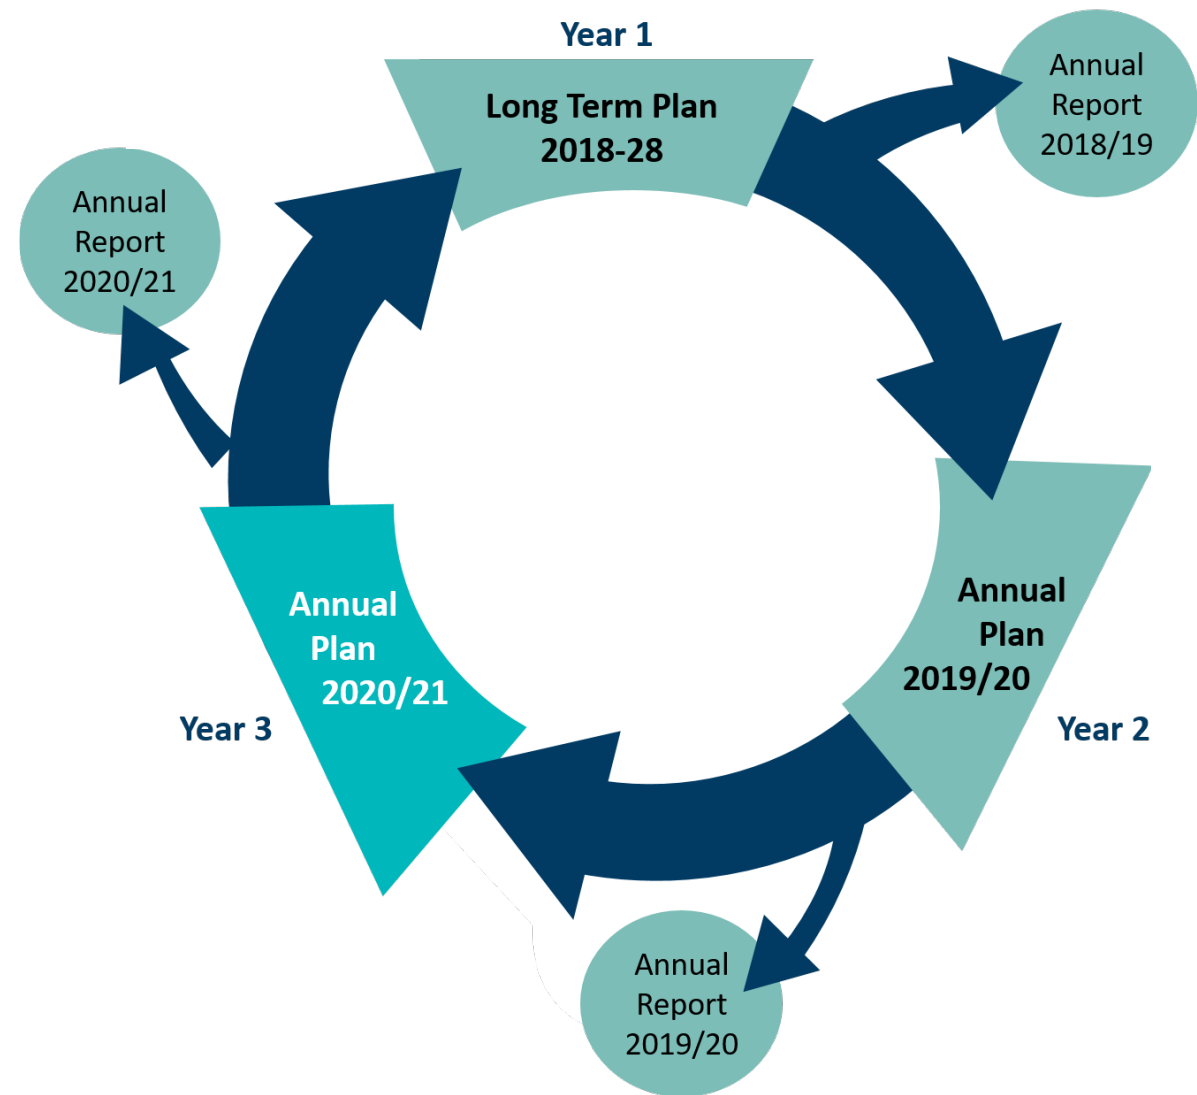 Year 1
Long Term Plan
2018-28
Annual
Report
2018/19
Annual
Plan
2019/20
Year 2
Annual
Report
2019/20
Annual
Plan
2020/21
Year 3
Annual
Report
2020/21